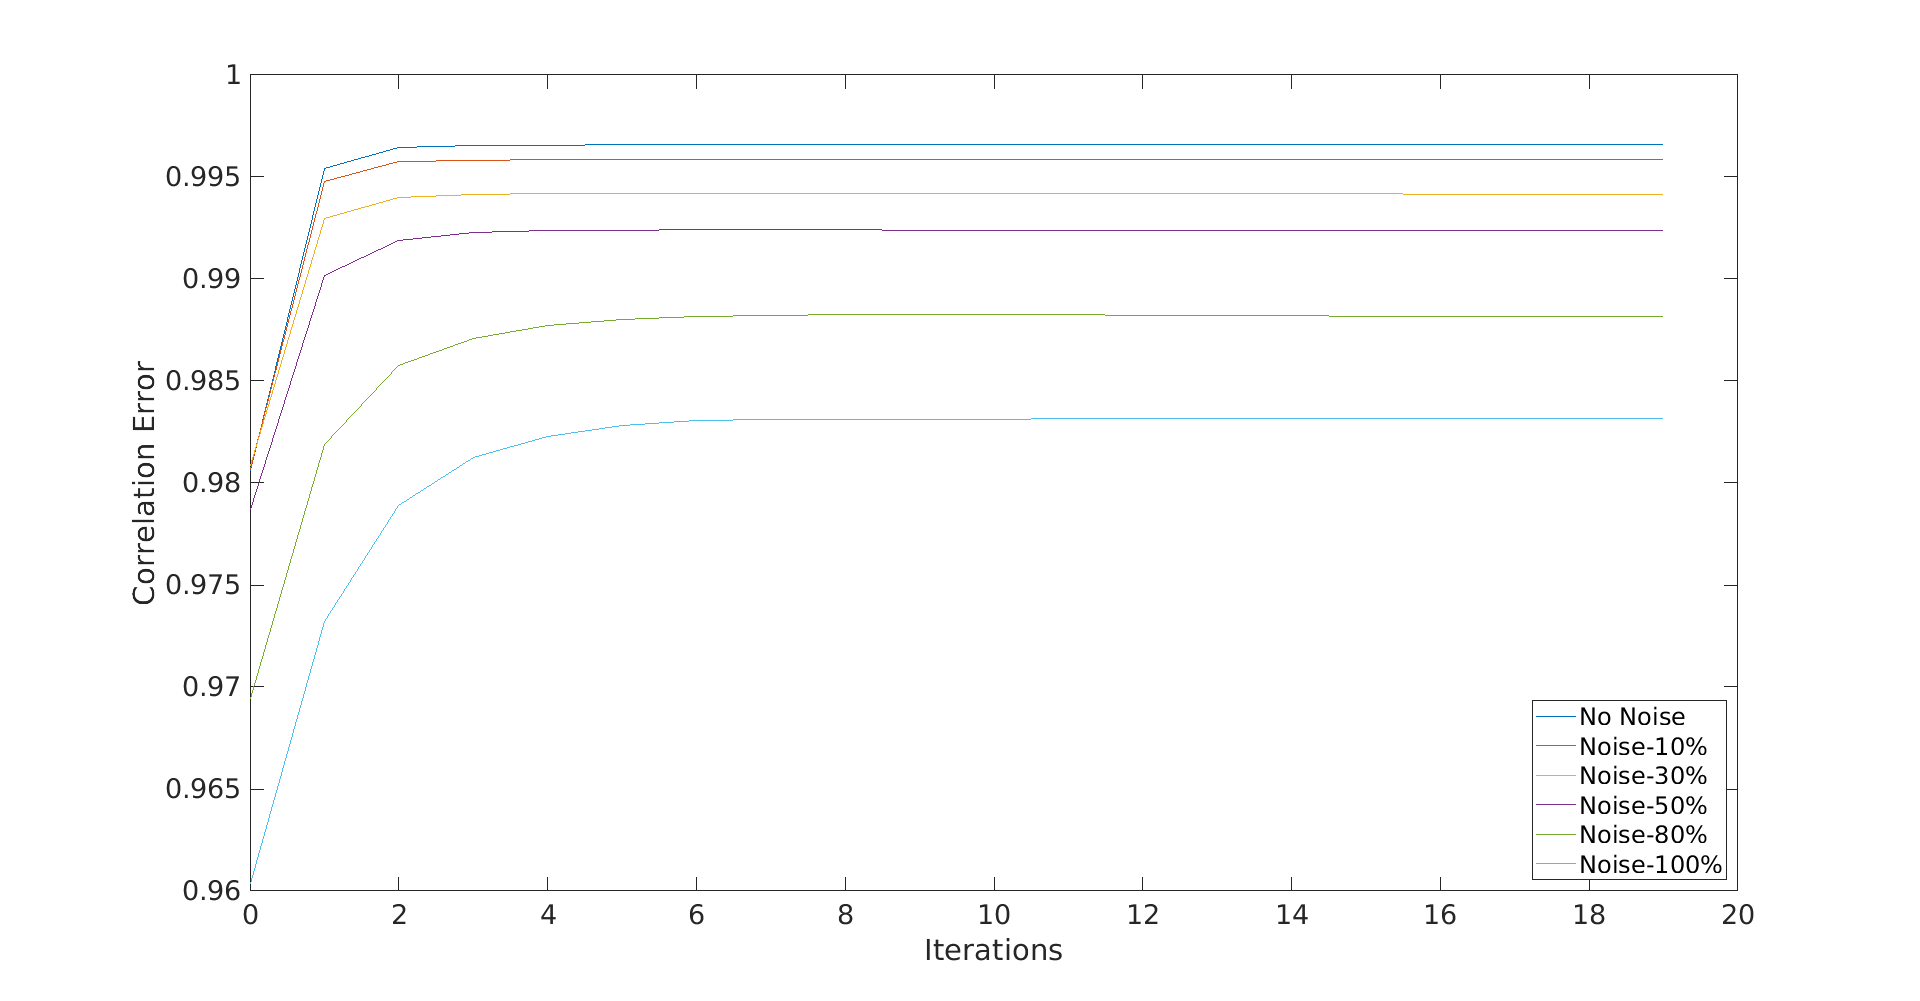 1
0.995
0.99
0.985
0.98
0.975
0.97
0.965
0.96
Correlation Error
0 2 4 6 8 10 12 14 16 18 20
Iterations
No Noise
Noise-10%
Noise-30%
Noise-50%
Noise-80%
Noise-100%